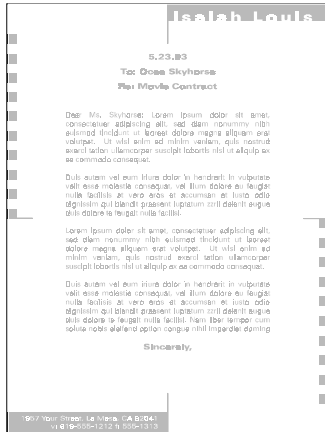 Isaiah Louis
5.23.93
To: Dosa Skyhorse
Re: Movie Contract
Dear Ms. Skyhorse: Lorem ipsum dolor sit amet,
consectetuer adipiscing elit, sed diam nonummy nibh
euismod tincidunt ut laoreet dolore magna aliquam erat
volutpat. Ut wisi enim ad minim veniam, quis nostrud
exerci tation ullamcorper suscipit lobortis nisl ut aliquip ex
ea commodo consequat.
Duis autem vel eum iriure dolor in hendrerit in vulputate
velit esse molestie consequat, vel illum dolore eu feugiat
nulla facilisis at vero eros et accumsan et iusto odio
dignissim qui blandit praesent luptatum zzril delenit augue
duis dolore te feugait nulla facilisi.
Lorem ipsum dolor sit amet, consectetuer adipiscing elit,
sed diam nonummy nibh euismod tincidunt ut laoreet
dolore magna aliquam erat volutpat. Ut wisi enim ad
minim veniam, quis nostrud exerci tation ullamcorper
suscipit lobortis nisl ut aliquip ex ea commodo consequat.
Duis autem vel eum iriure dolor in hendrerit in vulputate
velit esse molestie consequat, vel illum dolore eu feugiat
nulla facilisis at vero eros et accumsan et iusto odio
dignissim qui blandit praesent luptatum zzril delenit augue
duis dolore te feugait nulla facilisi. Nam liber tempor cum
soluta nobis eleifend option congue nihil imperdiet doming
Sincerely,
1957 Your Street, La Mesa, CA 92041
v: 619-555-1212 f: 555-1313